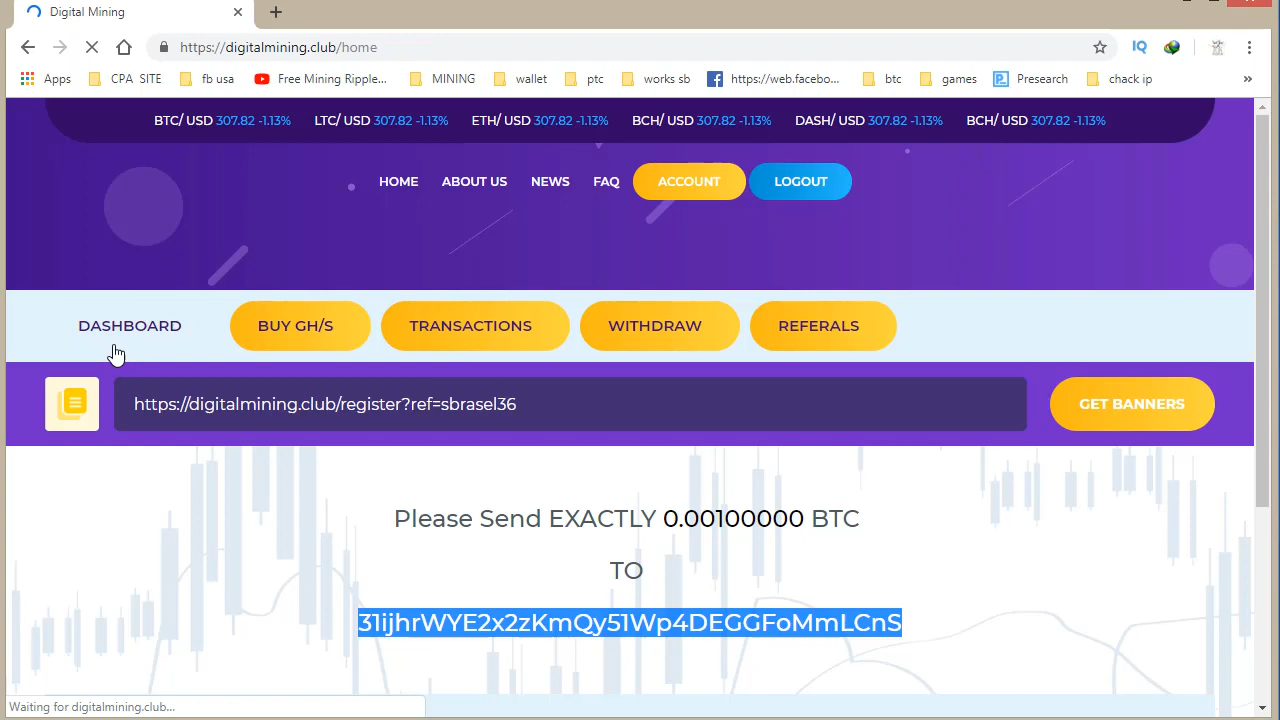 Digital Mining
https://digitalmining.club/home
IQ
Apps CPA SITE fb usa Free Mining Ripple... MINING wallet ptc works sb https://web.facebo... btc games Presearch chack ip »
BTC/ USD 307.82 -1.13% LTC/ USD 307.82 -1.13% ETH/ USD 307.82 -1.13% BCH/ USD 307.82 -1.13% DASH/ USD 307.82 -1.13% BCH/ USD 307.82 -1.13%
HOME ABOUT US NEWS FAQ ACCOUNT LOGOUT
DASHBOARD BUY GH/S TRANSACTIONS WITHDRAW REFERALS
https://digitalmining.club/register?ref=sbrasel36 GET BANNERS
Please Send EXACTLY 0.00100000 BTC
TO
31ijhrWYE2x2zKmQy51Wp4DEGGFoMmLCnS
Waiting for digitalmining.club...